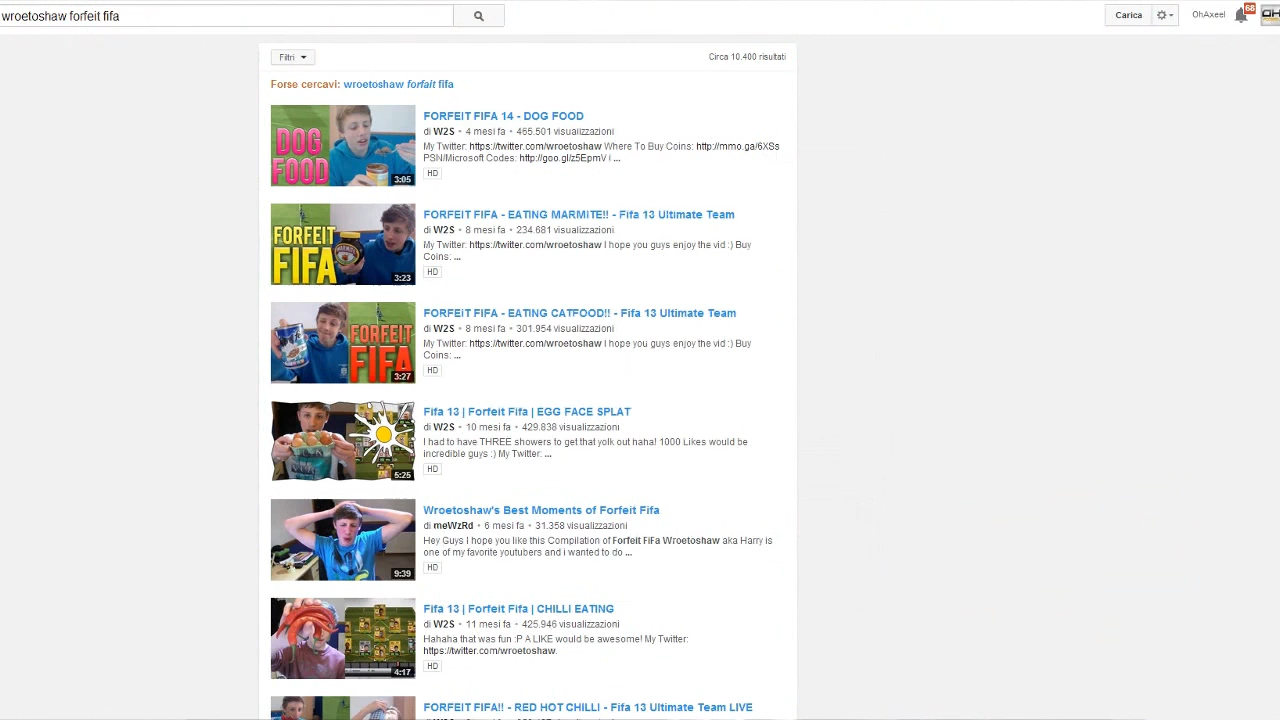 wroetoshaw forfeit fifa
Carica
OhAxeel
66
Filtri
Circa 10.400 risultati
Forse cercavi: wroetoshaw forfait fifa
DOG
FOOD
3:05
FORFEIT FIFA 14 - DOG FOOD
di W2S • 4 mesi fa • 465.501 visualizzazioni
My Twitter: https://twitter.com/wroetoshaw Where To Buy Coins: http://mmo.ga/6XSs
PSN/Microsoft Codes: http://goo.gl/z5EpmV i ...
HD
FORFEIT
FIFA
MARMITE
3:23
FORFEIT FIFA - EATING MARMITE!! - Fifa 13 Ultimate Team
di W2S • 8 mesi fa • 234.681 visualizzazioni
My Twitter: https://twitter.com/wroetoshaw I hope you guys enjoy the vid :) Buy
Coins: ...
HD
FORFEIT
FIFA
3:27
FORFEIT FIFA - EATING CATFOOD!! - Fifa 13 Ultimate Team
di W2S • 8 mesi fa • 301.954 visualizzazioni
My Twitter: https://twitter.com/wroetoshaw I hope you guys enjoy the vid :) Buy
Coins: ...
HD
5:25
Fifa 13 | Forfeit Fifa | EGG FACE SPLAT
di W2S • 10 mesi fa • 429.838 visualizzazioni
I had to have THREE showers to get that yolk out haha! 1000 Likes would be
incredible guys :) My Twitter: ...
HD
9:39
Wroetoshaw's Best Moments of Forfeit Fifa
di meWzRd • 6 mesi fa • 31.358 visualizzazioni
Hey Guys I hope you like this Compilation of Forfeit FiFa Wroetoshaw aka Harry is
one of my favorite youtubers and i wanted to do ...
HD
4:17
Fifa 13 | Forfeit Fifa | CHILLI EATING
di W2S • 11 mesi fa • 425.946 visualizzazioni
Hahaha that was fun :P A LIKE would be awesome! My Twitter:
https://twitter.com/wroetoshaw.
HD
FORFEIT FIFA!! - RED HOT CHILLI - Fifa 13 Ultimate Team LIVE